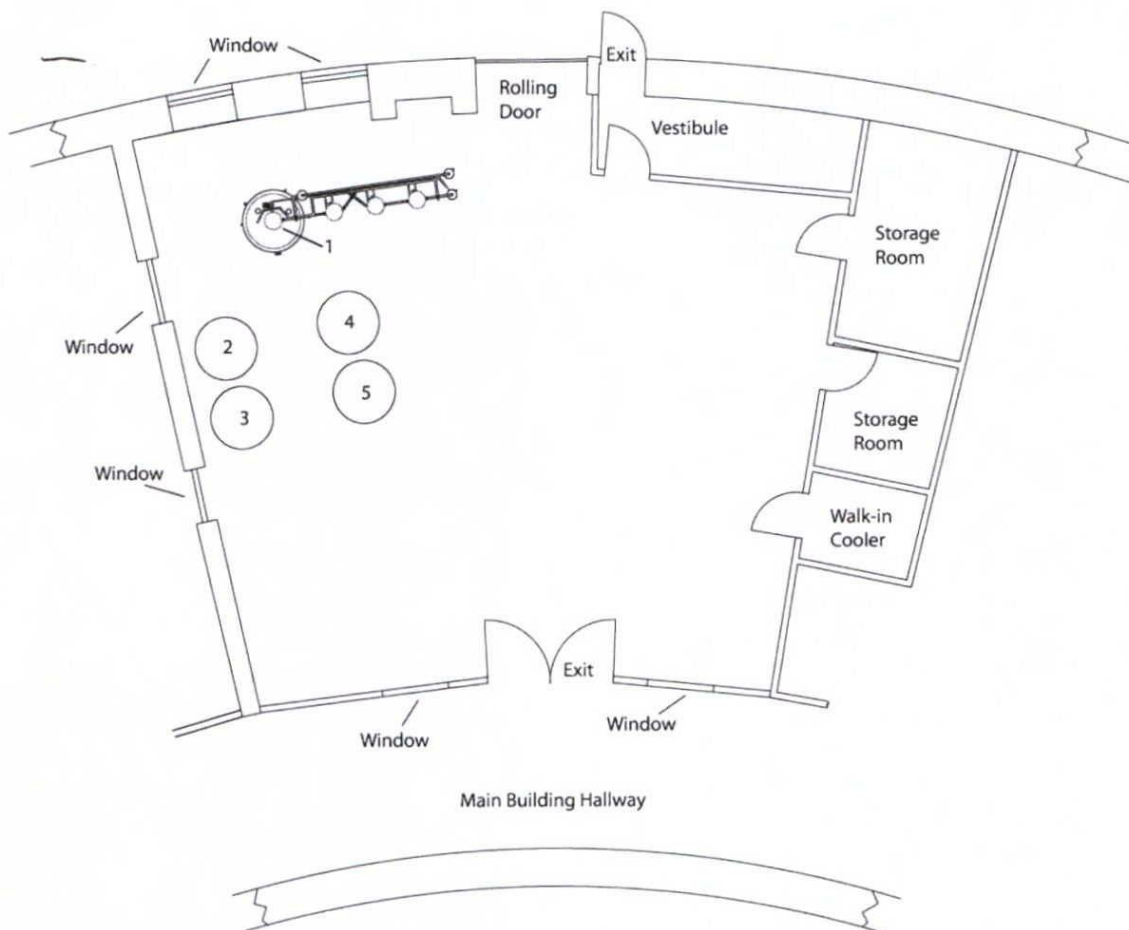 Window
Exit
Rolling
Door
Vestibule
1
Storage
Room
Window
2
4
3
5
Storage
Room
Window
Walk-in
Cooler
Exit
Window
Window
Main Building Hallway